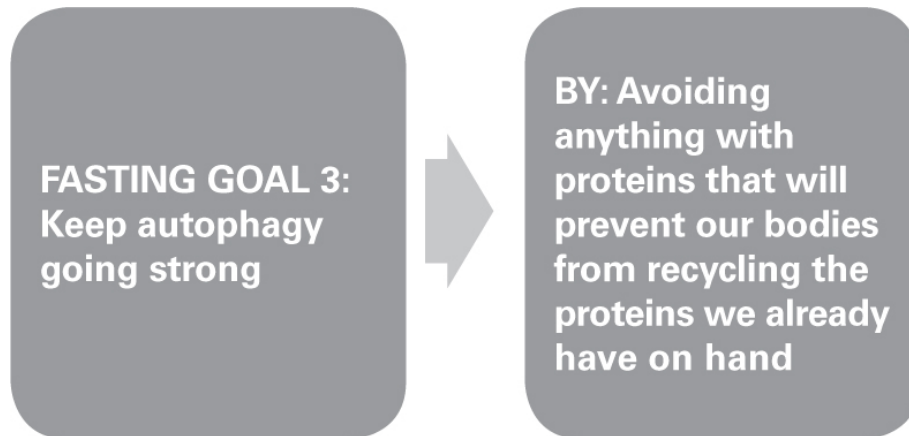 FASTING GOAL 3:
Keep autophagy
going strong
BY: Avoiding
anything with
proteins that will
prevent our bodies
from recycling the
proteins we already
have on hand